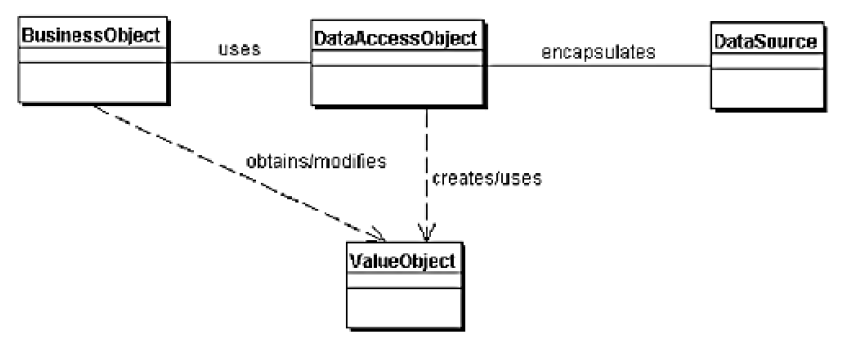 BusinessObject
uses
DataAccessObject
encapsulates
DataSource
obtains/modifies
creates/uses
ValueObject